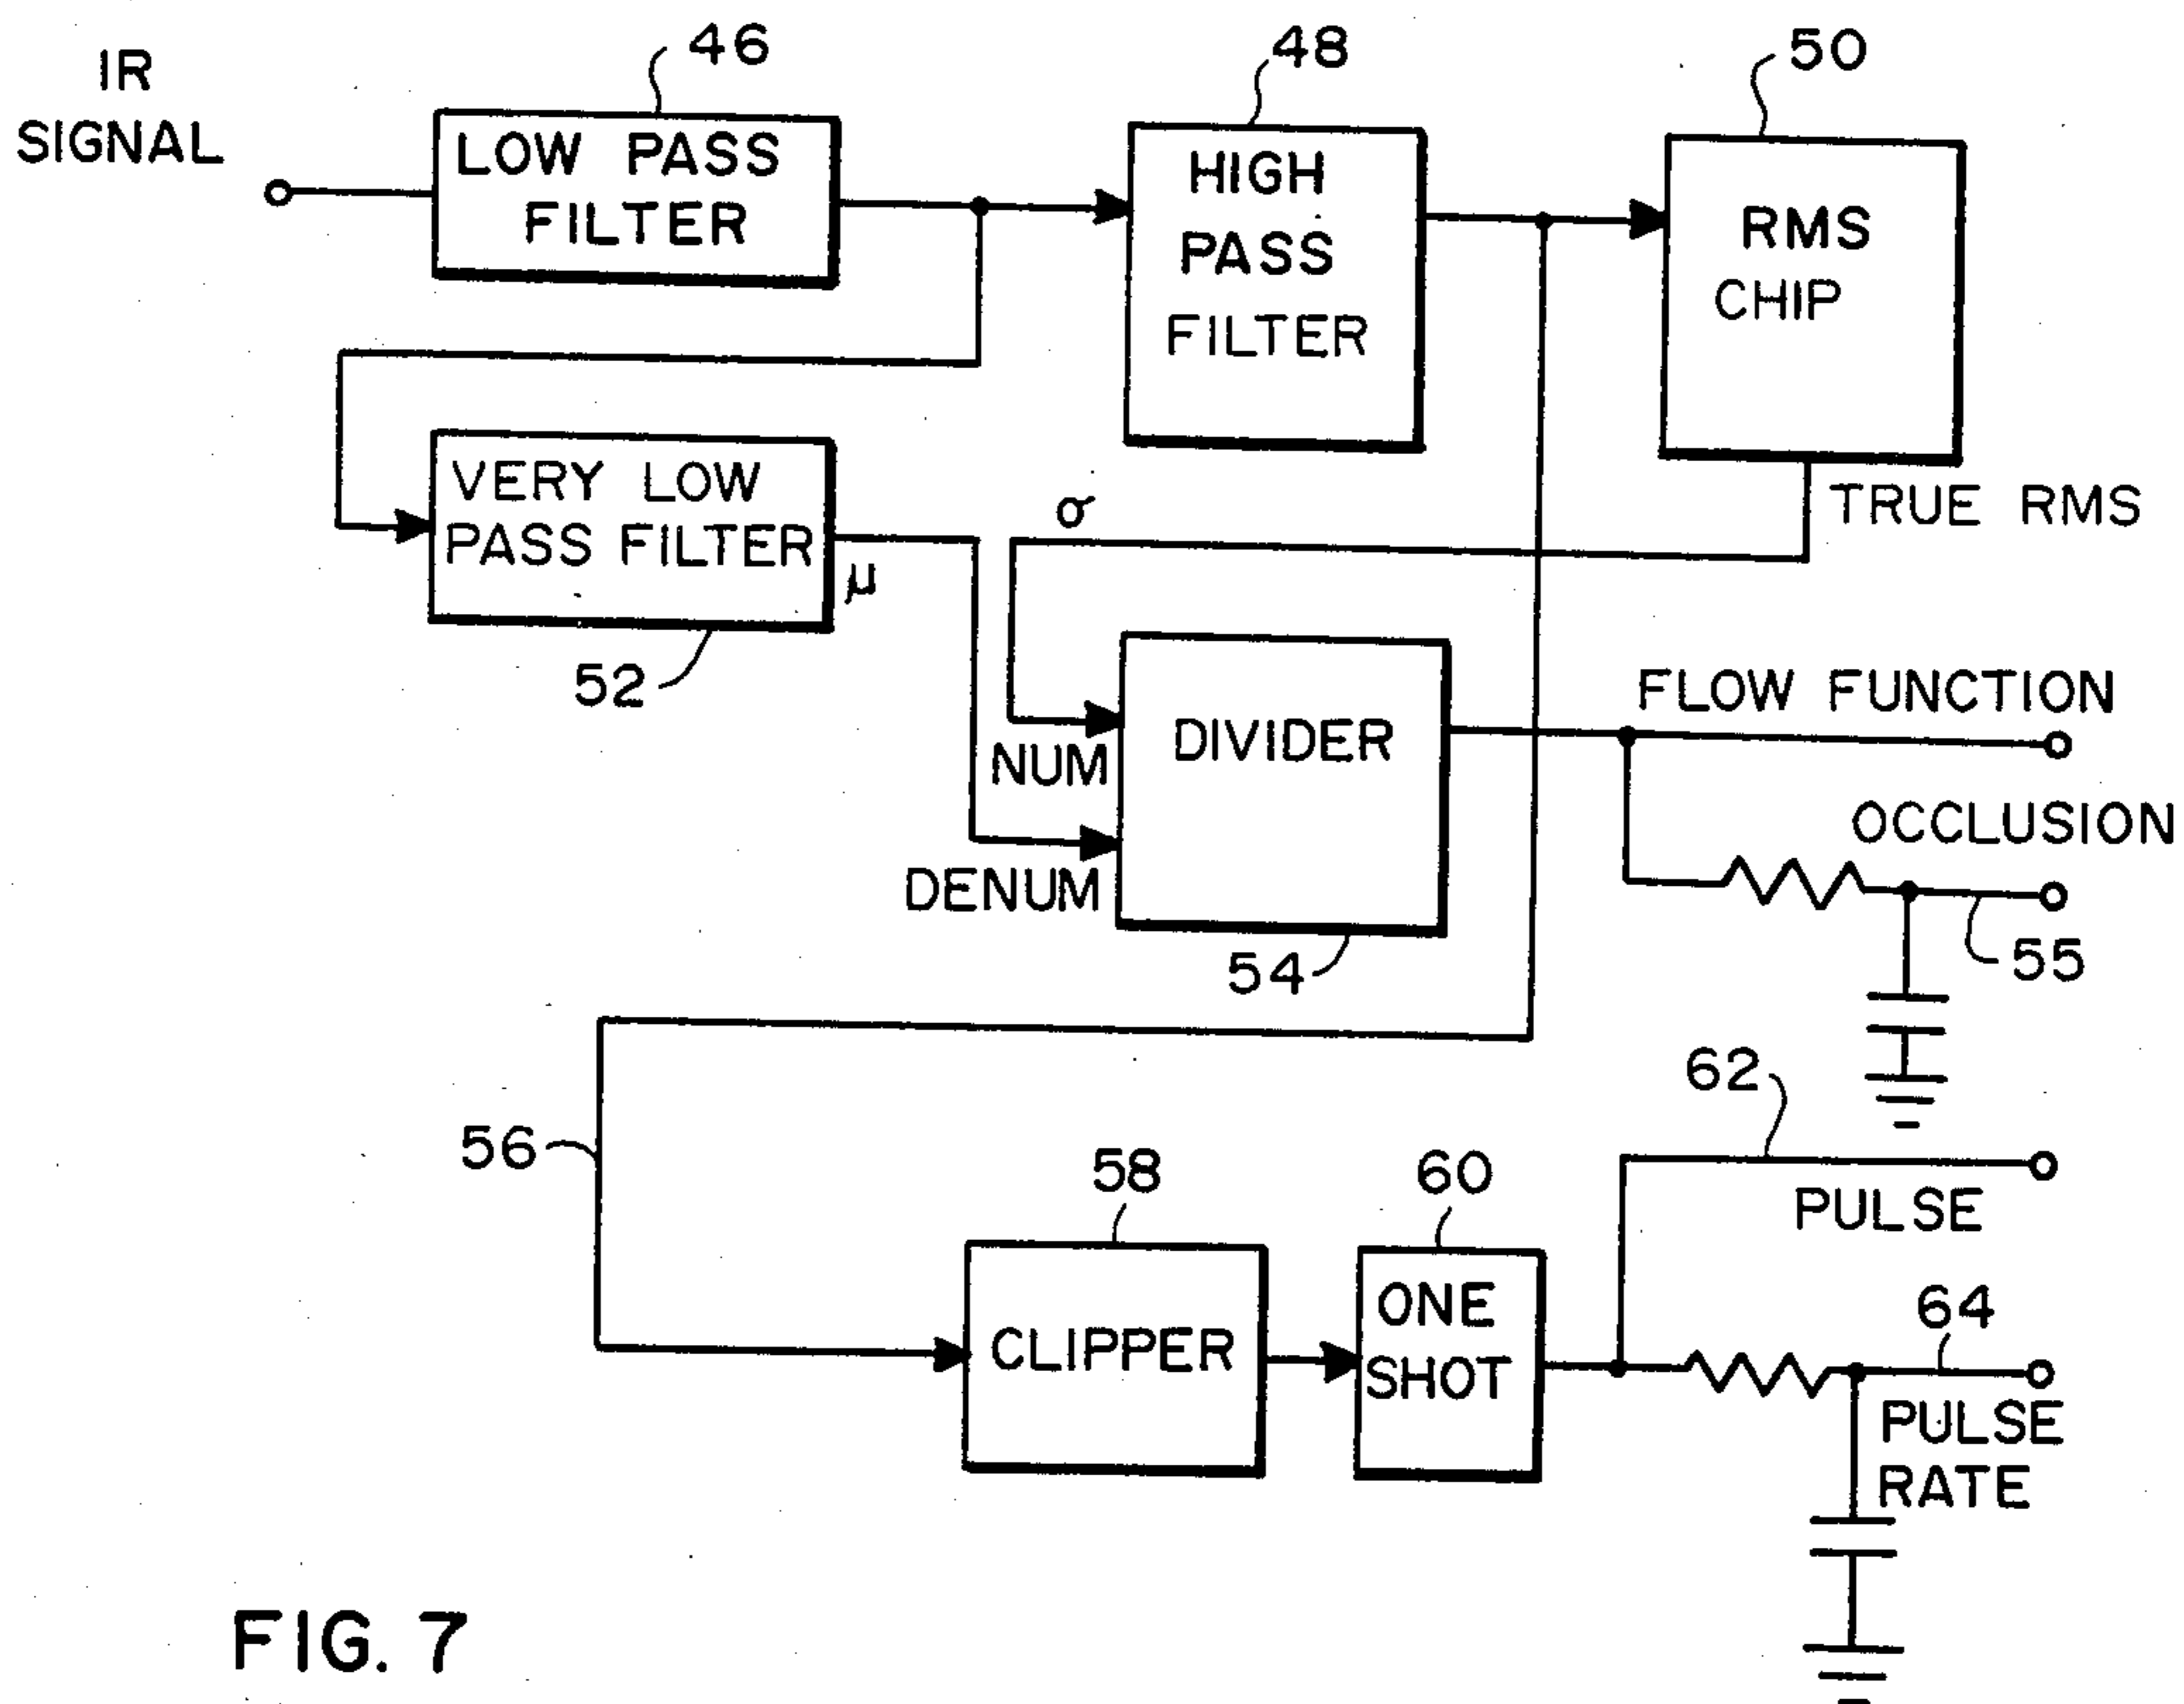 IR
SIGNAL
46
LOW PASS
FILTER
48
HIGH
PASS
FILTER
50
RMS
CHIP
VERY LOW
PASS FILTER
μ
52
σ
TRUE RMS
NUM
DENUM
DIVIDER
54
FLOW FUNCTION
OCCLUSION
55
56
58
CLIPPER
60
ONE
SHOT
62
PULSE
64
PULSE
RATE
FIG. 7